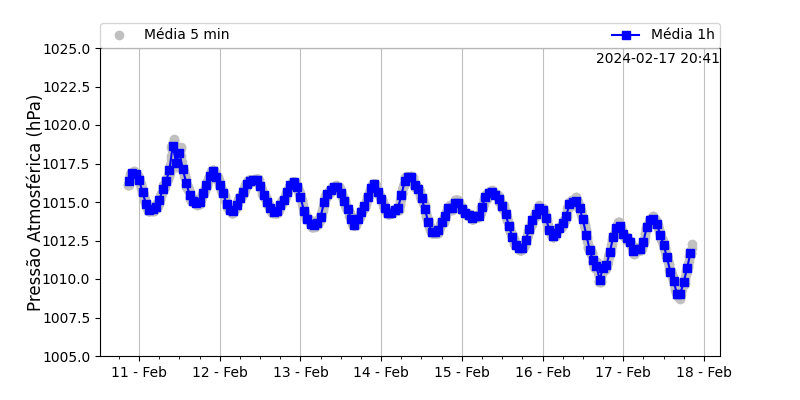 Média 5 min
Média 1h
2024-02-17 20:41
Pressão Atmosférica (hPa)
1025.0
1022.5
1020.0
1017.5
1015.0
1012.5
1010.0
1007.5
1005.0
11 - Feb
12 - Feb
13 - Feb
14 - Feb
15 - Feb
16 - Feb
17 - Feb
18 - Feb